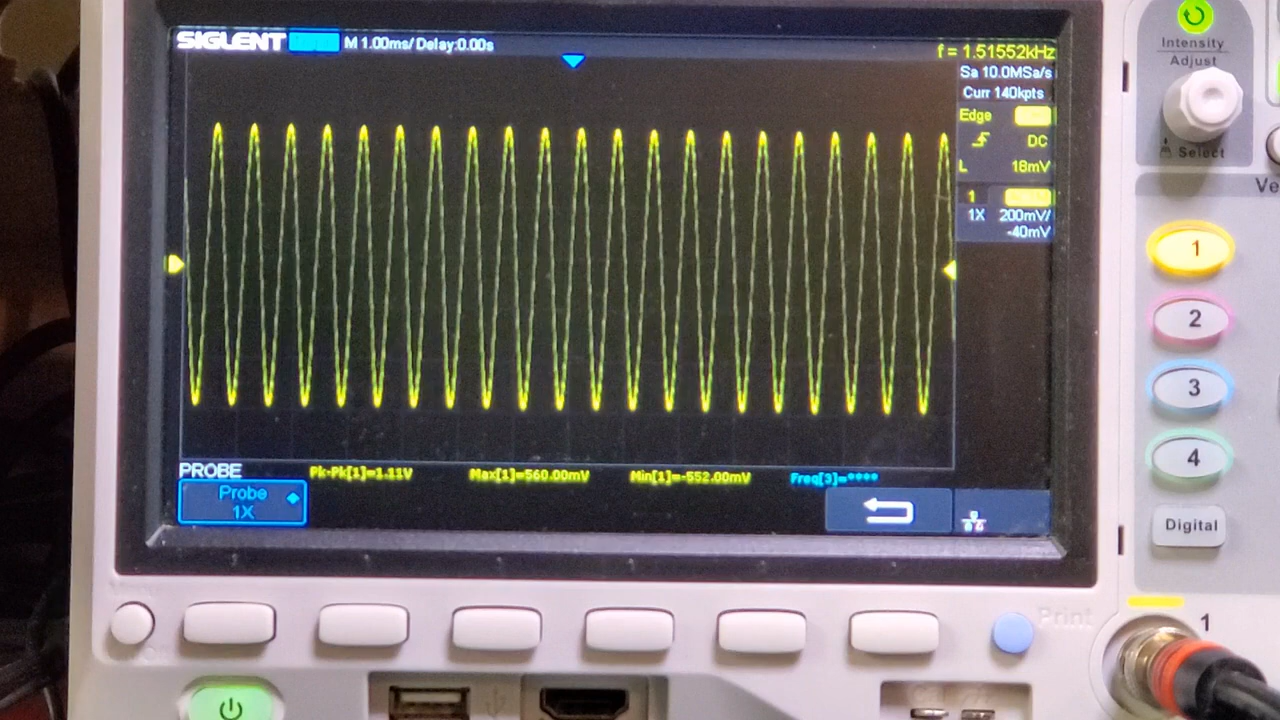 SIGLENT M 1.00ms/ Delay:0.00s
f = 1.51552kHz
Sa 10.0MSa/s
Curr 140kpts
Edge
DC
L 18mV
1
1X 200mV/
-40mV
PROBE Pk-Pk[1]=1.11V Max[1]=560.00mV Min[1]=-552.00mV Freq[3]=****
Probe
1X
Intensity
Adjust
Select
Ve
1
2
3
4
Digital
Print
1